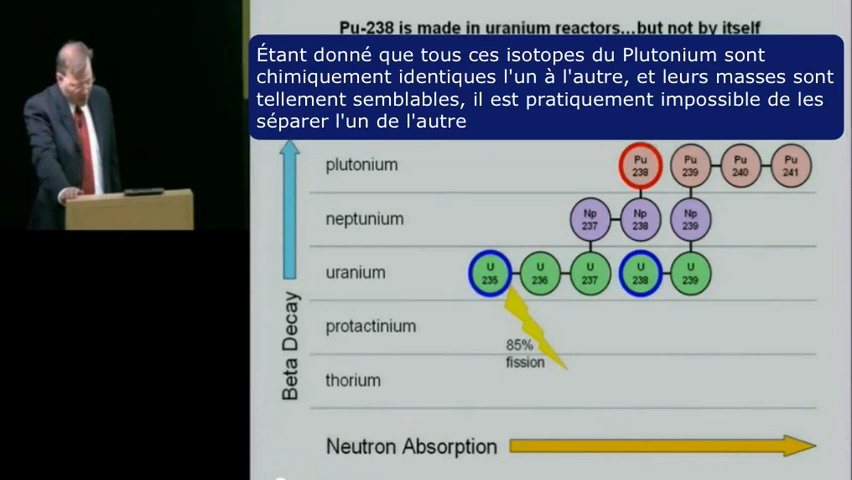 Pu-238 is made in uranium reactors...but not by itself
Étant donné que tous ces isotopes du Plutonium sont
chimiquement identiques l'un à l'autre, et leurs masses sont
tellement semblables, il est pratiquement impossible de les
séparer l'un de l'autre
plutonium
Pu 238
Pu 239
Pu 240
Pu 241
neptunium
Np 237
Np 238
Np 239
uranium
U 235
U 236
U 237
U 238
U 239
protactinium
85%
fission
thorium
Beta Decay
Neutron Absorption